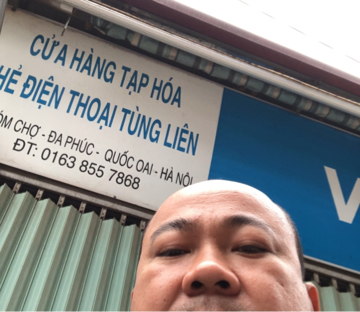 CỬA HÀNG TẠP HÓA
HẺ ĐIỆN THOẠI TÙNG LIÊN
ÓM CHỢ - ĐA PHÚC - QUỐC OAI - HÀ NỘI
ĐT: 0163 855 7868
V